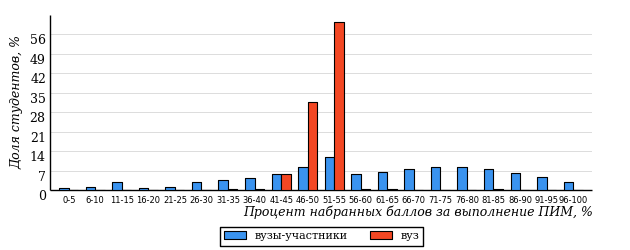 Доля студентов, %
56
49
42
35
28
21
14
7
0
0-5 6-10 11-15 16-20 21-25 26-30 31-35 36-40 41-45 46-50 51-55 56-60 61-65 66-70 71-75 76-80 81-85 86-90 91-95 96-100
Процент набранных баллов за выполнение ПИМ, %
вузы-участники вуз